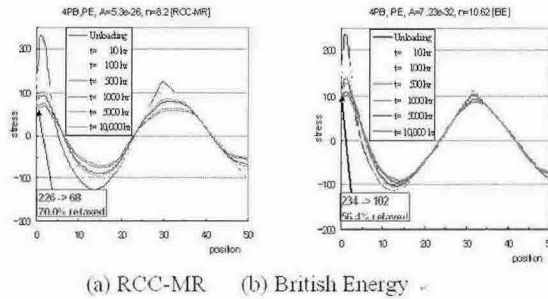 4PB,PE, A=5.3e-26, n=8.2 [RCC-MR]
stress
200
100
0
-100
-200
Unloading
t= 10 hr
t= 100 hr
t= 500 hr
t= 1000 hr
t= 5000 hr
t=10,000 hr
226 -> 68
70.0% relaxed
0 10 20 30 40 50
position
4PB, PE, A=7.23e-32, n=10.62 [BE]
stress
200
100
0
-100
-200
Unloading
t= 10 hr
t= 100 hr
t= 500 hr
t= 1000 hr
t= 5000 hr
t=10,000 hr
234 -> 102
56.4% relaxed
0 10 20 30 40 50
position
(a) RCC-MR (b) British Energy